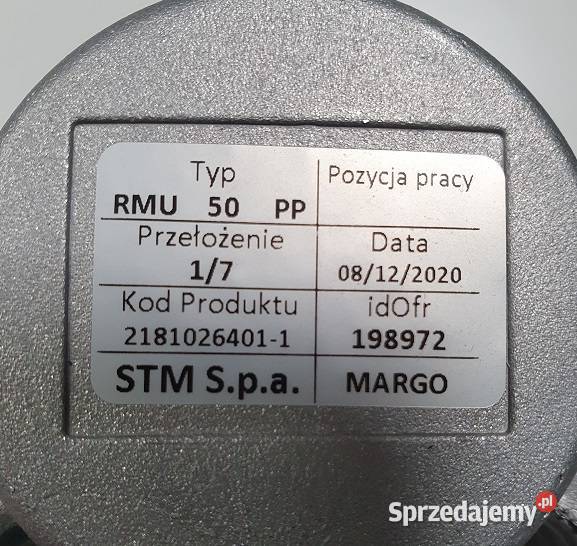 Typ
RMU 50 PP
Pozycja pracy
Przełożenie
1/7
Data
08/12/2020
Kod Produktu
2181026401-1
idOfr
198972
STM S.p.a.
MARGO
Sprzedajemy.pl